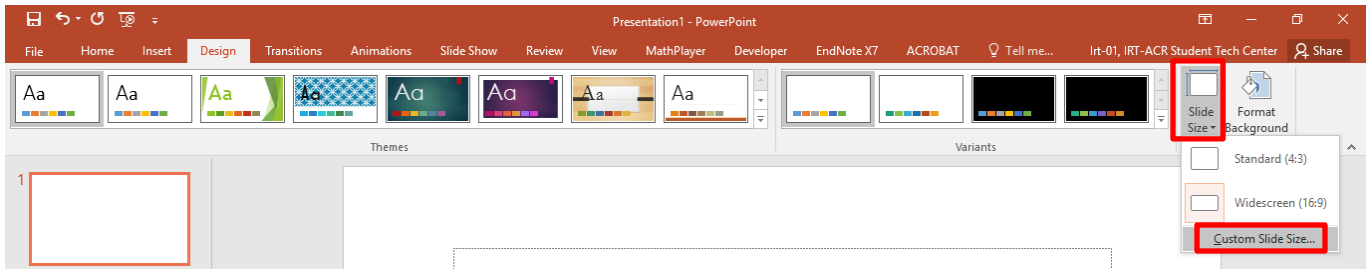 Presentation1 - PowerPoint
File Home Insert Design Transitions Animations Slide Show Review View MathPlayer Developer EndNote X7 ACROBAT Tell me... Irt-01, IRT-ACR Student Tech Center Share
Aa Aa Aa Aa Aa Aa Aa Aa
Slide Size
Format Background
Themes
Variants
Standard (4:3)
Widescreen (16:9)
Custom Slide Size...
1